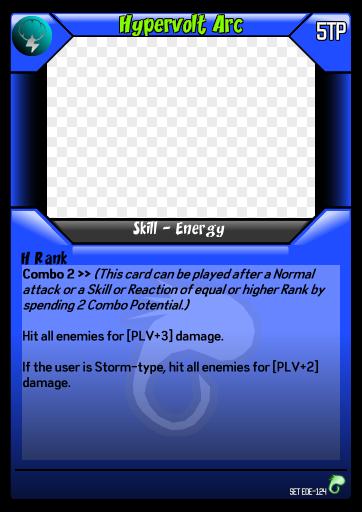 Hypervolt Arc
5TP
Skill - Energy
H Rank
Combo 2 >> (This card can be played after a Normal
attack or a Skill or Reaction of equal or higher Rank by
spending 2 Combo Potential.)
Hit all enemies for [PLV+3] damage.
If the user is Storm-type, hit all enemies for [PLV+2]
damage.
SET EOE-124